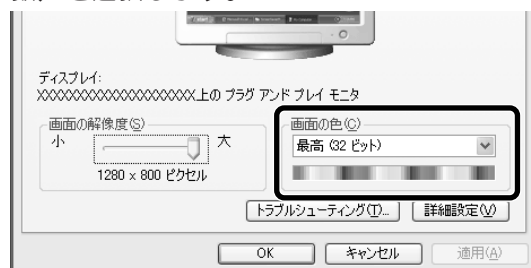 ディスプレイ:
XXXXXXXXXXXXXXXXXXXX上の プラグ アンド プレイ モニタ
画面の解像度(S)
小 大
1280 x 800 ピクセル
画面の色(C)
最高 (32 ビット)
トラブルシューティング(T)... 詳細設定(V)
OK キャンセル 適用(A)